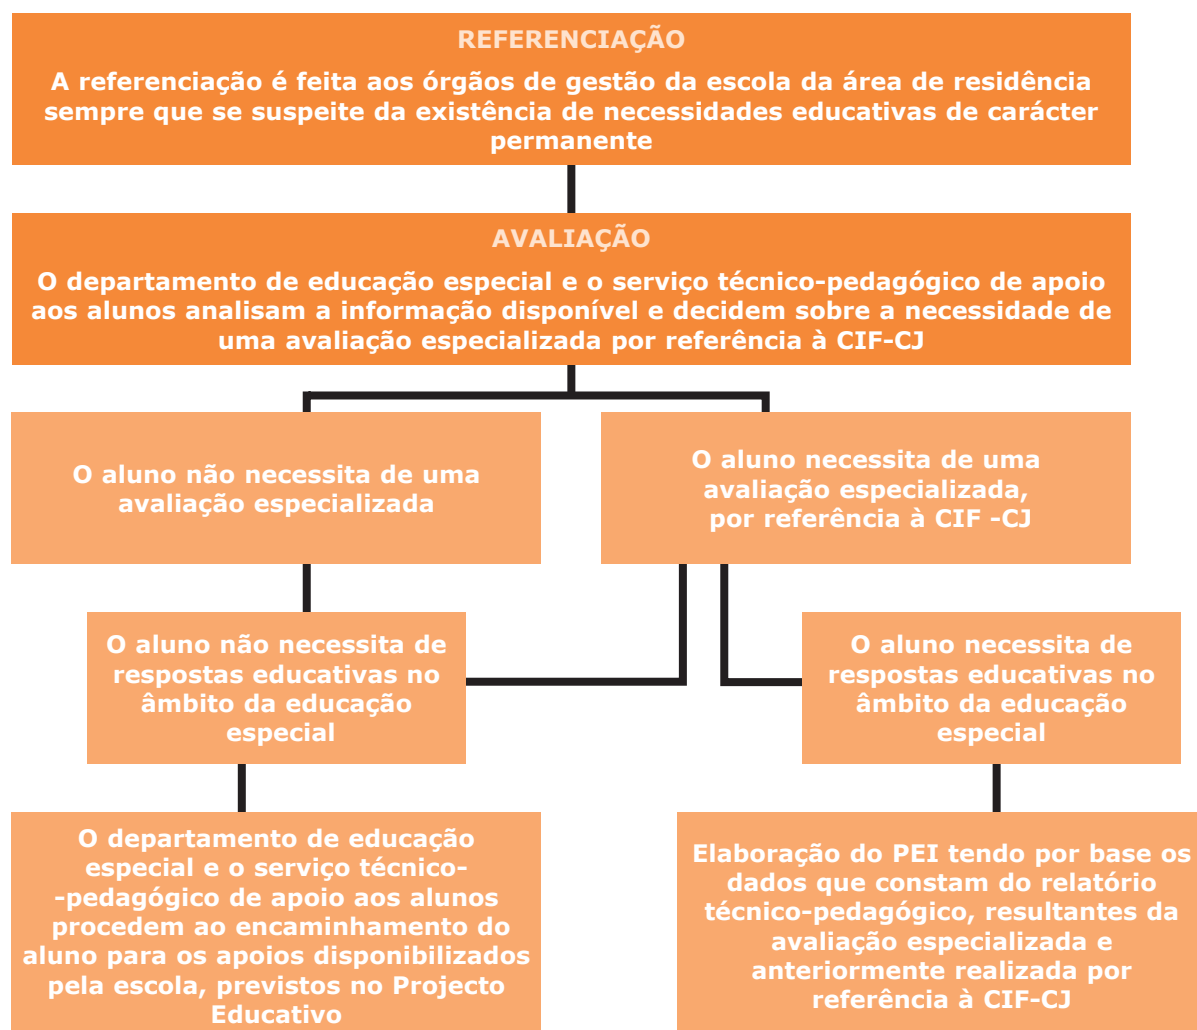 REFERENCIAÇÃO
A referenciação é feita aos órgãos de gestão da escola da área de residência
sempre que se suspeite da existência de necessidades educativas de carácter
permanente
AVALIAÇÃO
O departamento de educação especial e o serviço técnico-pedagógico de apoio
aos alunos analisam a informação disponível e decidem sobre a necessidade de
uma avaliação especializada por referência à CIF-CJ
O aluno não necessita de uma
avaliação especializada
O aluno necessita de uma
avaliação especializada,
por referência à CIF -CJ
O aluno não necessita de
respostas educativas no
âmbito da educação
especial
O aluno necessita de
respostas educativas no
âmbito da educação
especial
O departamento de educação
especial e o serviço técnico-
-pedagógico de apoio aos alunos
procedem ao encaminhamento do
aluno para os apoios disponibilizados
pela escola, previstos no Projecto
Educativo
Elaboração do PEI tendo por base os
dados que constam do relatório
técnico-pedagógico, resultantes da
avaliação especializada e
anteriormente realizada por
referência à CIF-CJ